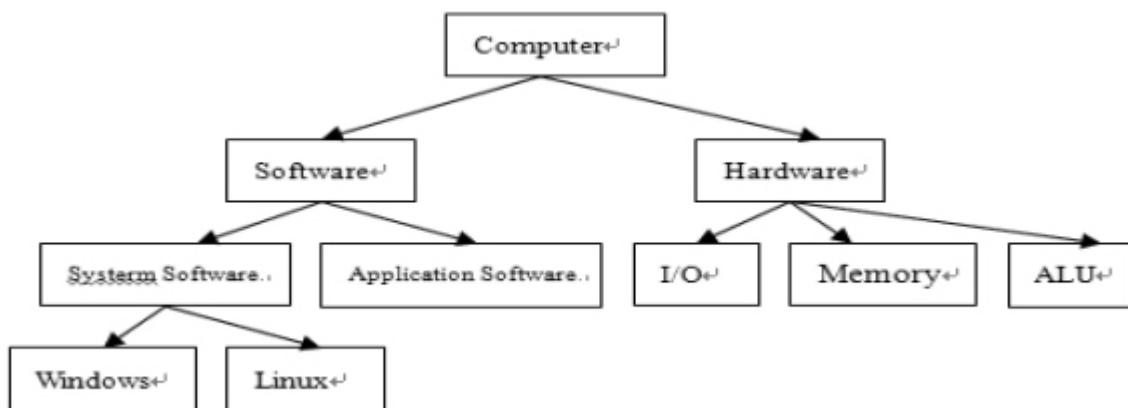 Computer
Software
Hardware
Systerm Software.
Application Software.
I/O
Memory
ALU
Windows
Linux